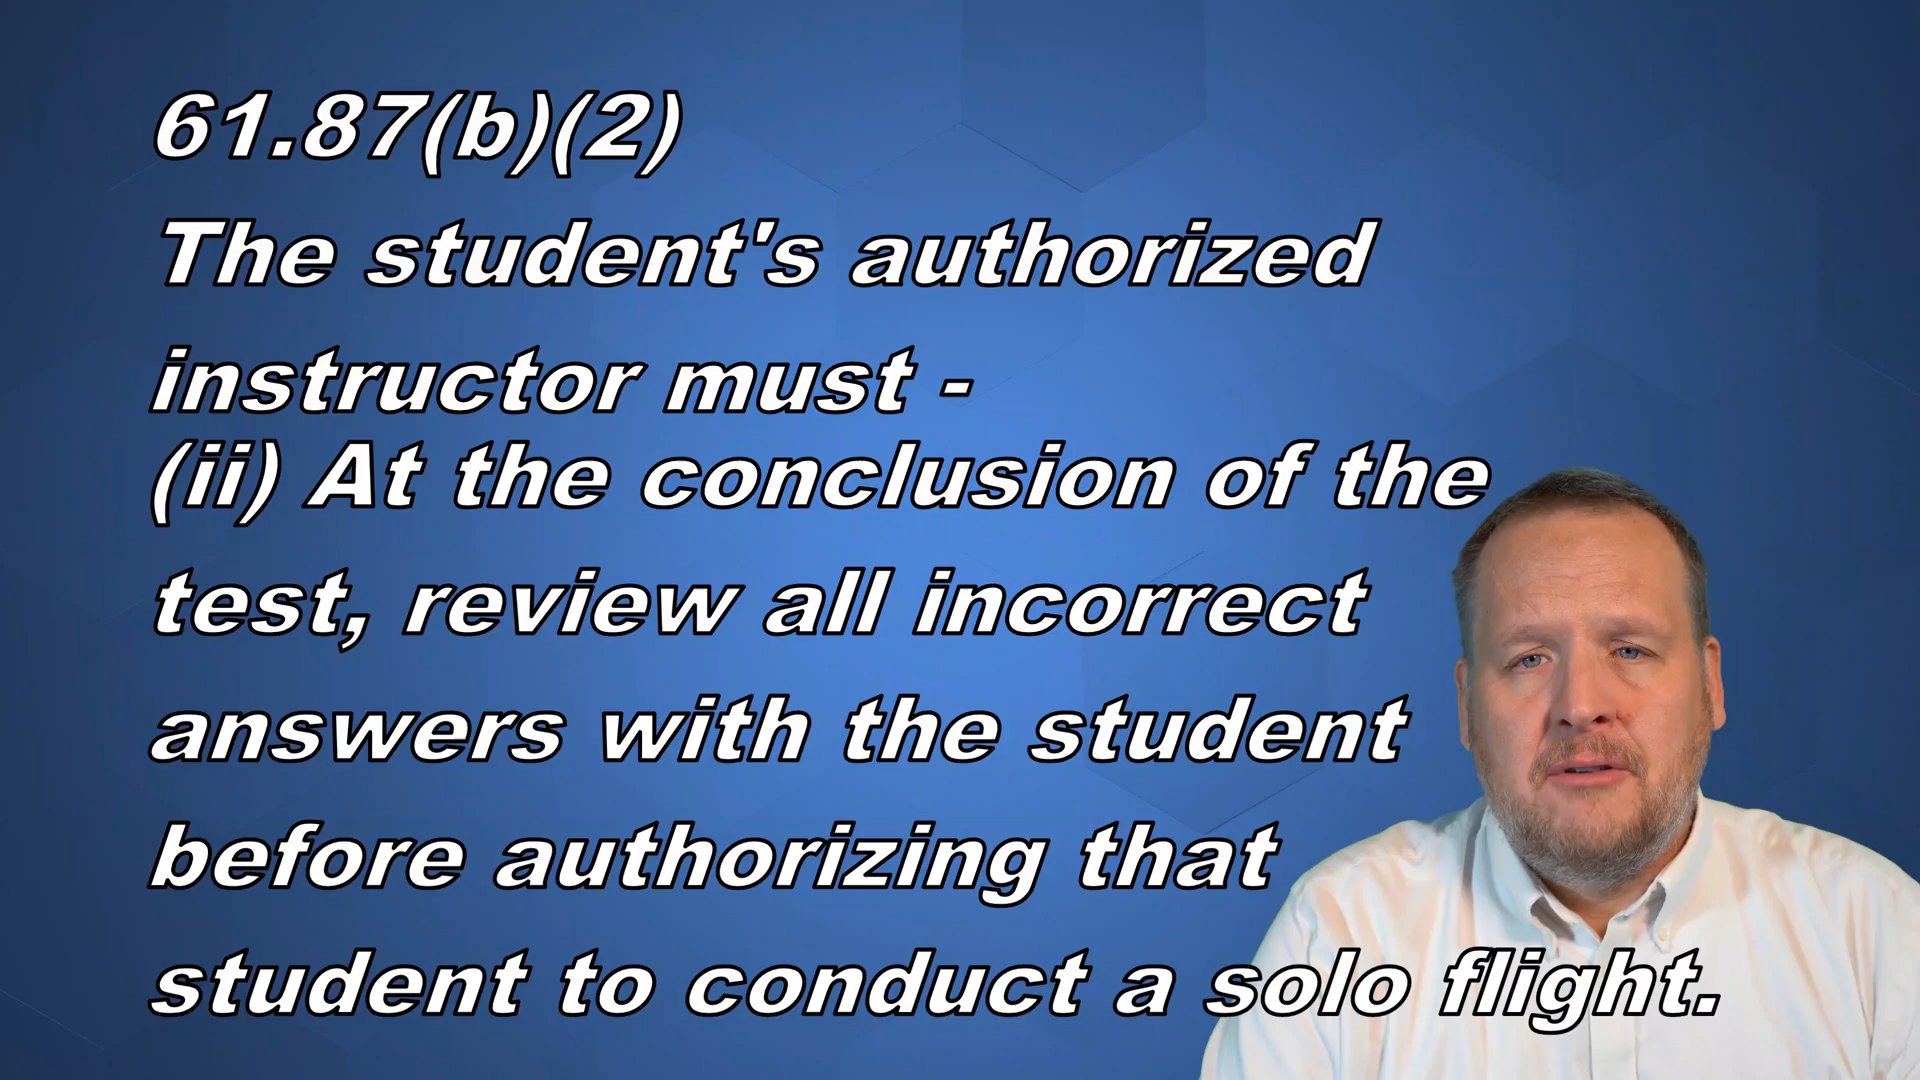 61.87(b)(2)
The student's authorized
instructor must -
(ii) At the conclusion of the
test, review all incorrect
answers with the student
before authorizing that
student to conduct a solo flight.